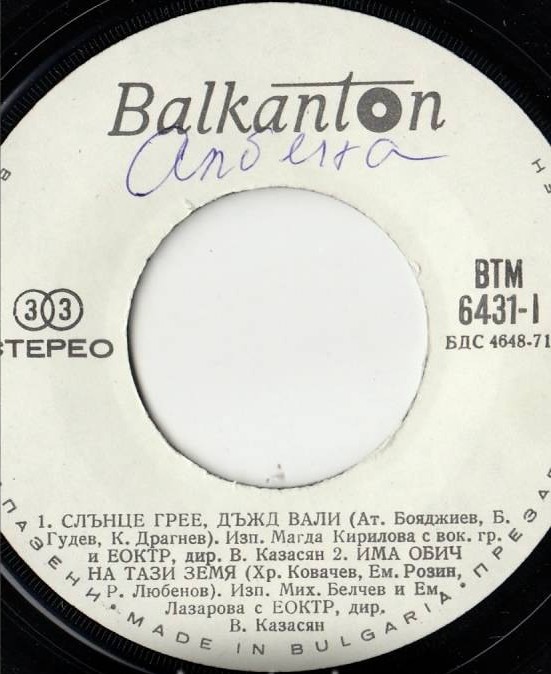 Balkanton
Албена
ВТМ
6431-I
БДС 4648-71
33
СТЕРЕО
1. СЛЪНЦЕ ГРЕЕ, ДЪЖД ВАЛИ (Ат. Бояджиев, Б.
Гудев, К. Драгнев). Изп. Магда Кирилова с вок. гр.
и ЕОКТР, дир. В. Казасян 2. ИМА ОБИЧ
НА ТАЗИ ЗЕМЯ (Хр. Ковачев, Ем. Розин,
Р. Любенов). Изп. Мих. Белчев и Ем.
Лазарова с ЕОКТР, дир.
В. Казасян
MADE IN BULGARIA